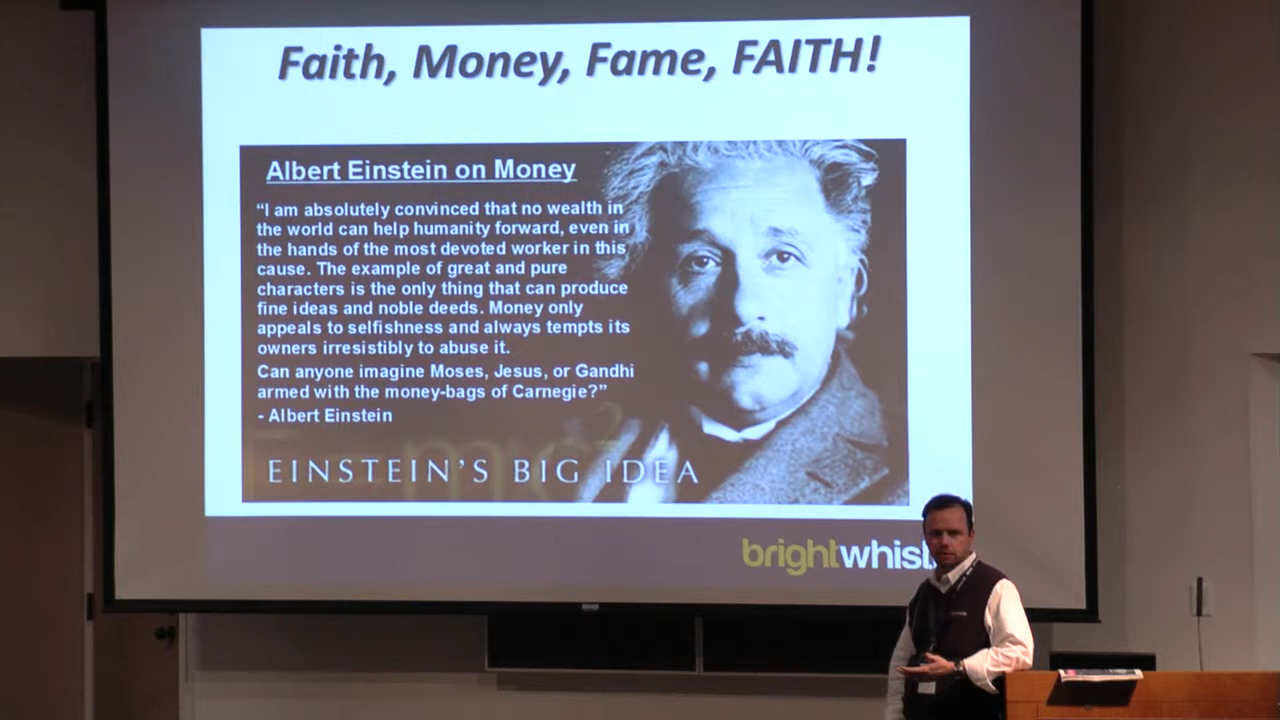 Faith, Money, Fame, FAITH!
Albert Einstein on Money
“I am absolutely convinced that no wealth in
the world can help humanity forward, even in
the hands of the most devoted worker in this
cause. The example of great and pure
characters is the only thing that can produce
fine ideas and noble deeds. Money only
appeals to selfishness and always tempts its
owners irresistibly to abuse it.
Can anyone imagine Moses, Jesus, or Gandhi
armed with the money-bags of Carnegie?”
- Albert Einstein
EINSTEIN'S BIG IDEA
brightwhist